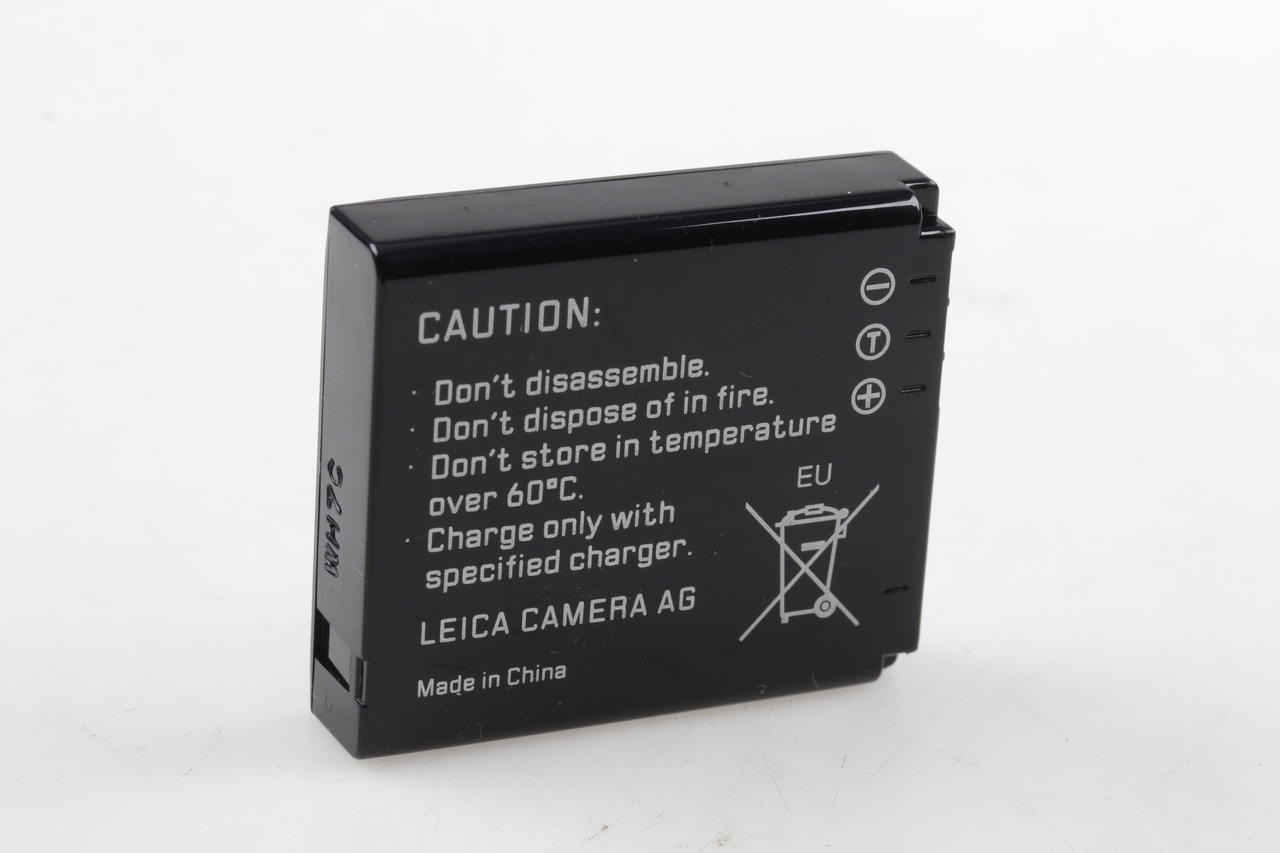 CAUTION:
· Don't disassemble.
· Don't dispose of in fire.
· Don't store in temperature
over 60°C.
· Charge only with
specified charger.
LEICA CAMERA AG
Made in China
T
EU